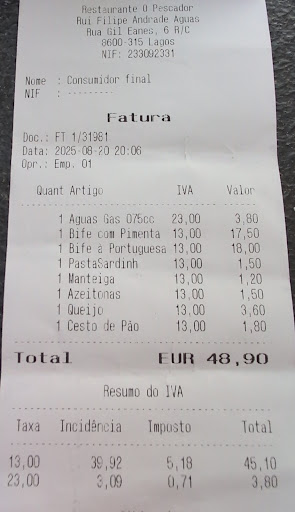 Restaurante O Pescador
Rui Filipe Andrade Aguas
Rua Gil Eanes, 6 R/C
8600-315 Lagos
NIF: 233092331
Nome : Consumidor final
NIF : ---------
Fatura
Doc.: FT 1/31981
Data: 2025-08-20 20:06
Opr.: Emp. 01
Quant Artigo IVA Valor
1 Aguas Gas 075cc 23,00 3,80
1 Bife com Pimenta 13,00 17,50
1 Bife à Portuguesa 13,00 18,00
1 PastaSardinh 13,00 1,50
1 Manteiga 13,00 1,20
1 Azeitonas 13,00 1,50
1 Queijo 13,00 3,60
1 Cesto de Pão 13,00 1,80
Total EUR 48,90
Resumo do IVA
Taxa Incidência Imposto Total
13,00 39,92 5,18 45,10
23,00 3,09 0,71 3,80